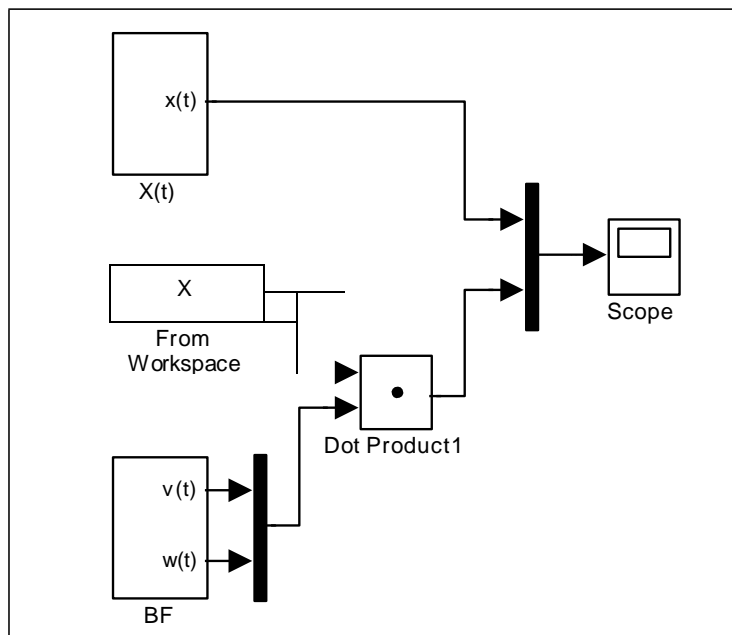 x(t)
X(t)
X
From
Workspace
Scope
Dot Product1
v(t)
w(t)
BF